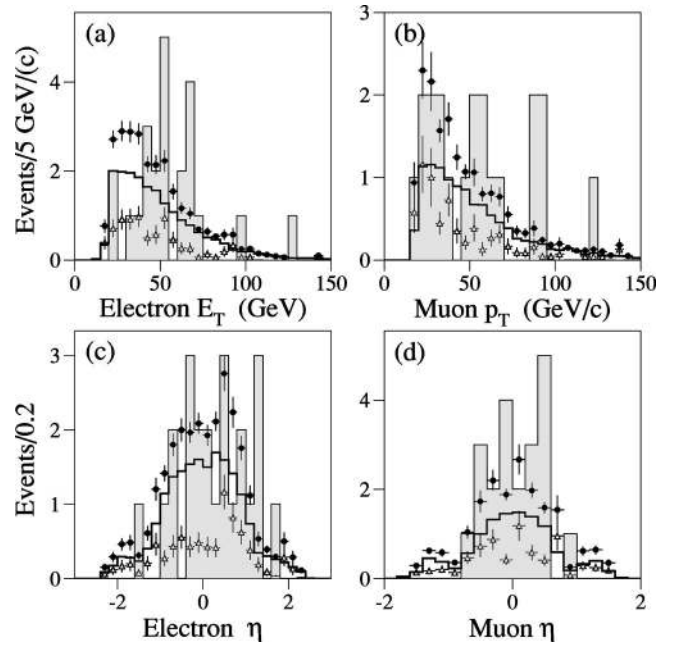 (a)
(b)
Events/5 GeV/(c)
4
2
0
3
2
1
0
0 50 100 150
0 50 100 150
Electron E_T (GeV)
Muon p_T (GeV/c)
(c)
(d)
Events/0.2
3
2
1
0
4
2
0
-2 0 2
-2 0 2
Electron η
Muon η